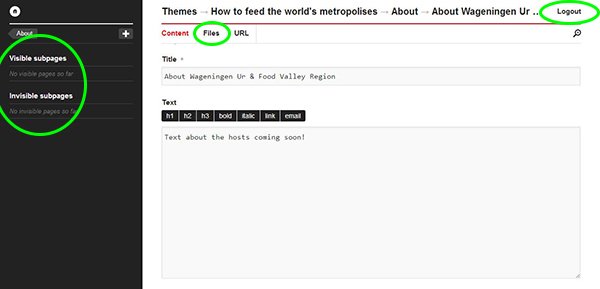 Themes → How to feed the world's metropolises → About → About Wageningen Ur ...
Logout
About
+
Content
Files
URL
Visible subpages
No visible pages so far
Invisible subpages
No invisible pages so far
Title *
About Wageningen Ur & Food Valley Region
Text
h1 h2 h3 bold italic link email
Text about the hosts coming soon!